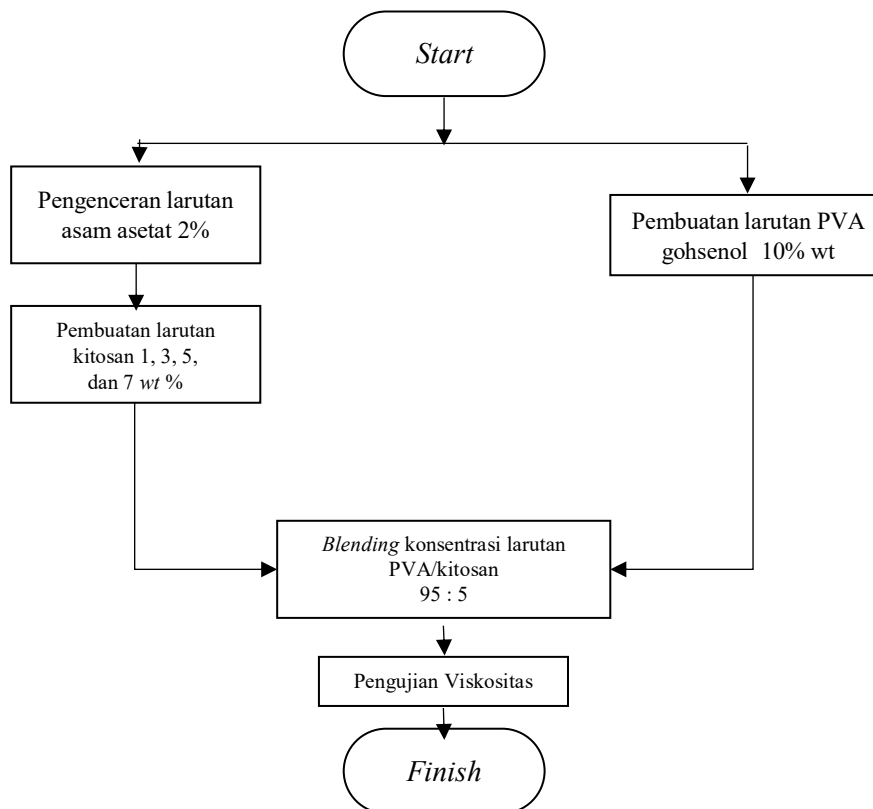 Start
Pengenceran larutan
asam asetat 2%
Pembuatan larutan PVA
gohsenol 10% wt
Pembuatan larutan
kitosan 1, 3, 5,
dan 7 wt %
Blending konsentrasi larutan
PVA/kitosan
95 : 5
Pengujian Viskositas
Finish